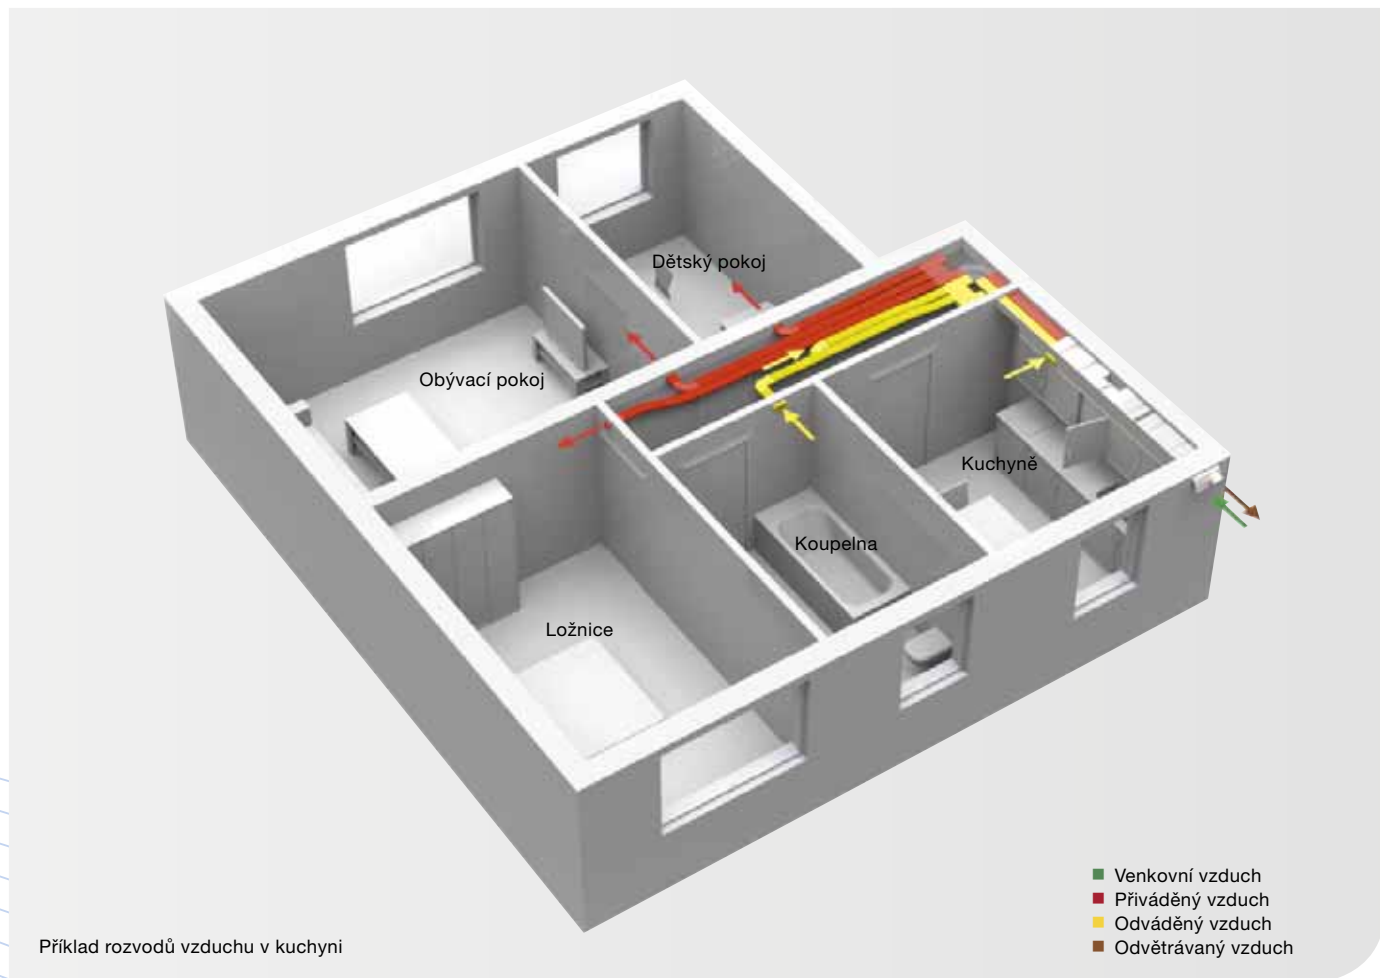 Dětský pokoj
Obývací pokoj
Kuchyně
Koupelna
Ložnice
Venkovní vzduch
Přiváděný vzduch
Odváděný vzduch
Odvětrávaný vzduch
Příklad rozvodů vzduchu v kuchyni